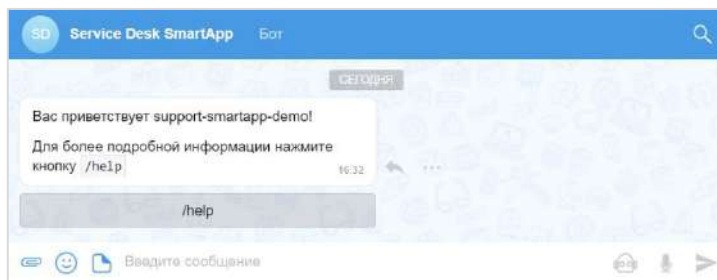 SD Service Desk SmartApp Бот
СЕГОДНЯ
Вас приветствует support-smartapp-demo!
Для более подробной информации нажмите
кнопку /help
16:32
/help
Введите сообщение